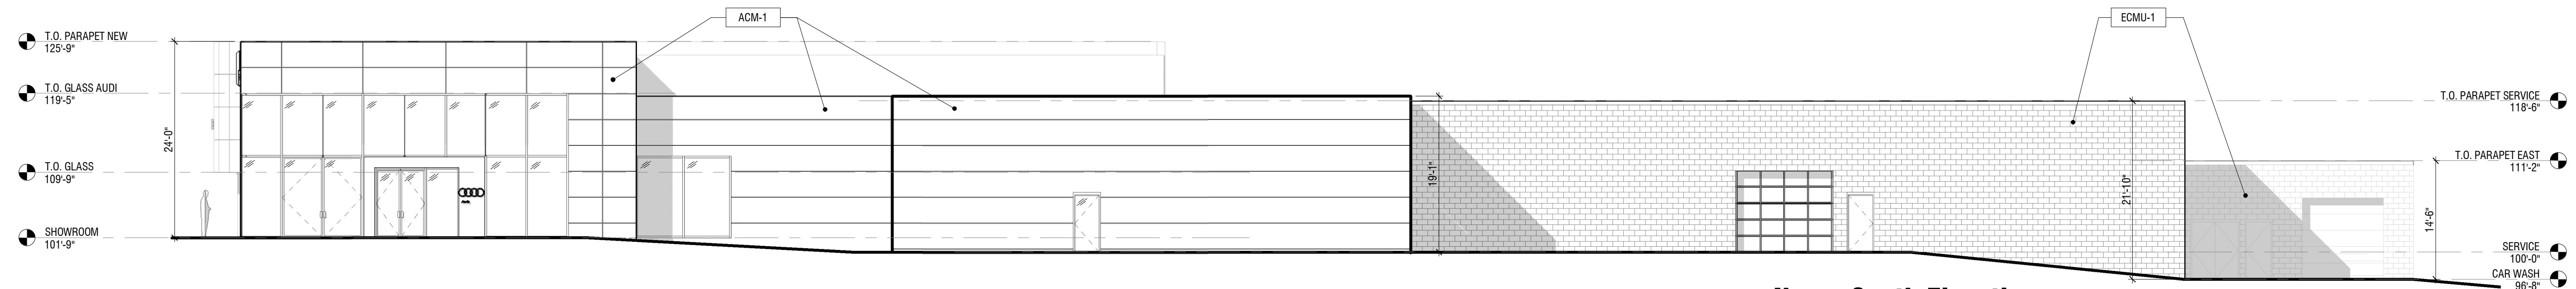 ACM-1
ECMU-1
T.O. PARAPET NEW
125'-9"
T.O. GLASS AUDI
119'-5"
T.O. GLASS
109'-9"
SHOWROOM
101'-9"
24'-0"
19'-1"
21'-10"
14'-6"
T.O. PARAPET SERVICE
118'-6"
T.O. PARAPET EAST
111'-2"
SERVICE
100'-0"
CAR WASH
96'-8"